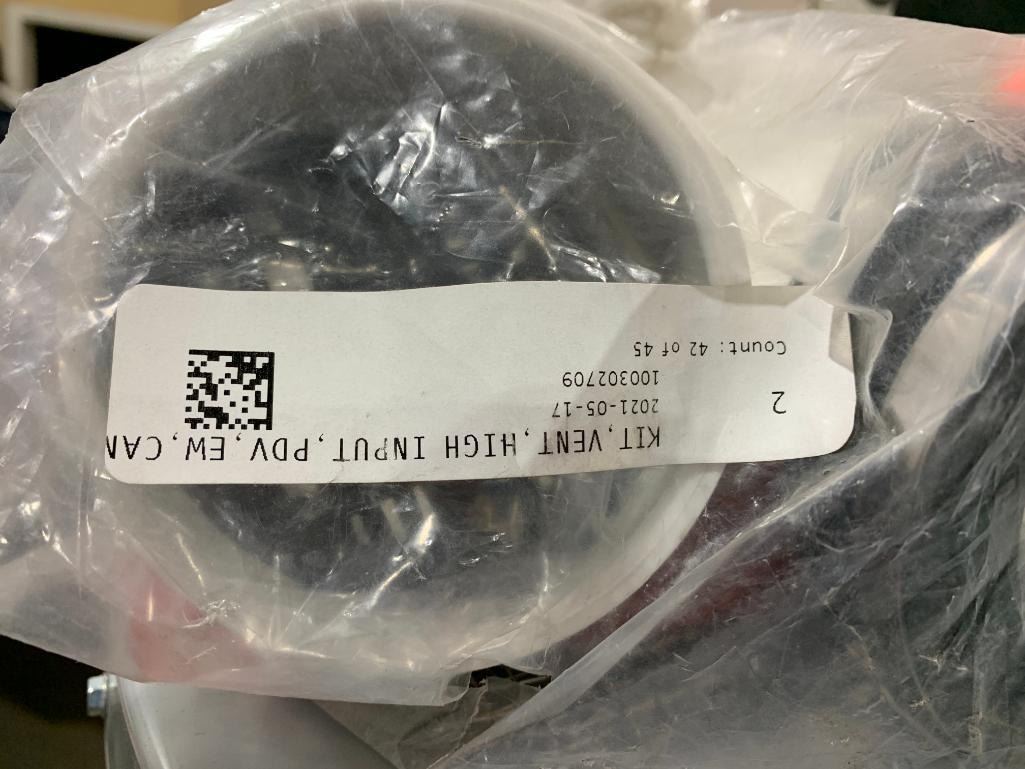 KIT, VENT, HIGH INPUT, PDV, EW, CAN
2021-05-17
100302709
2
Count: 42 of 45